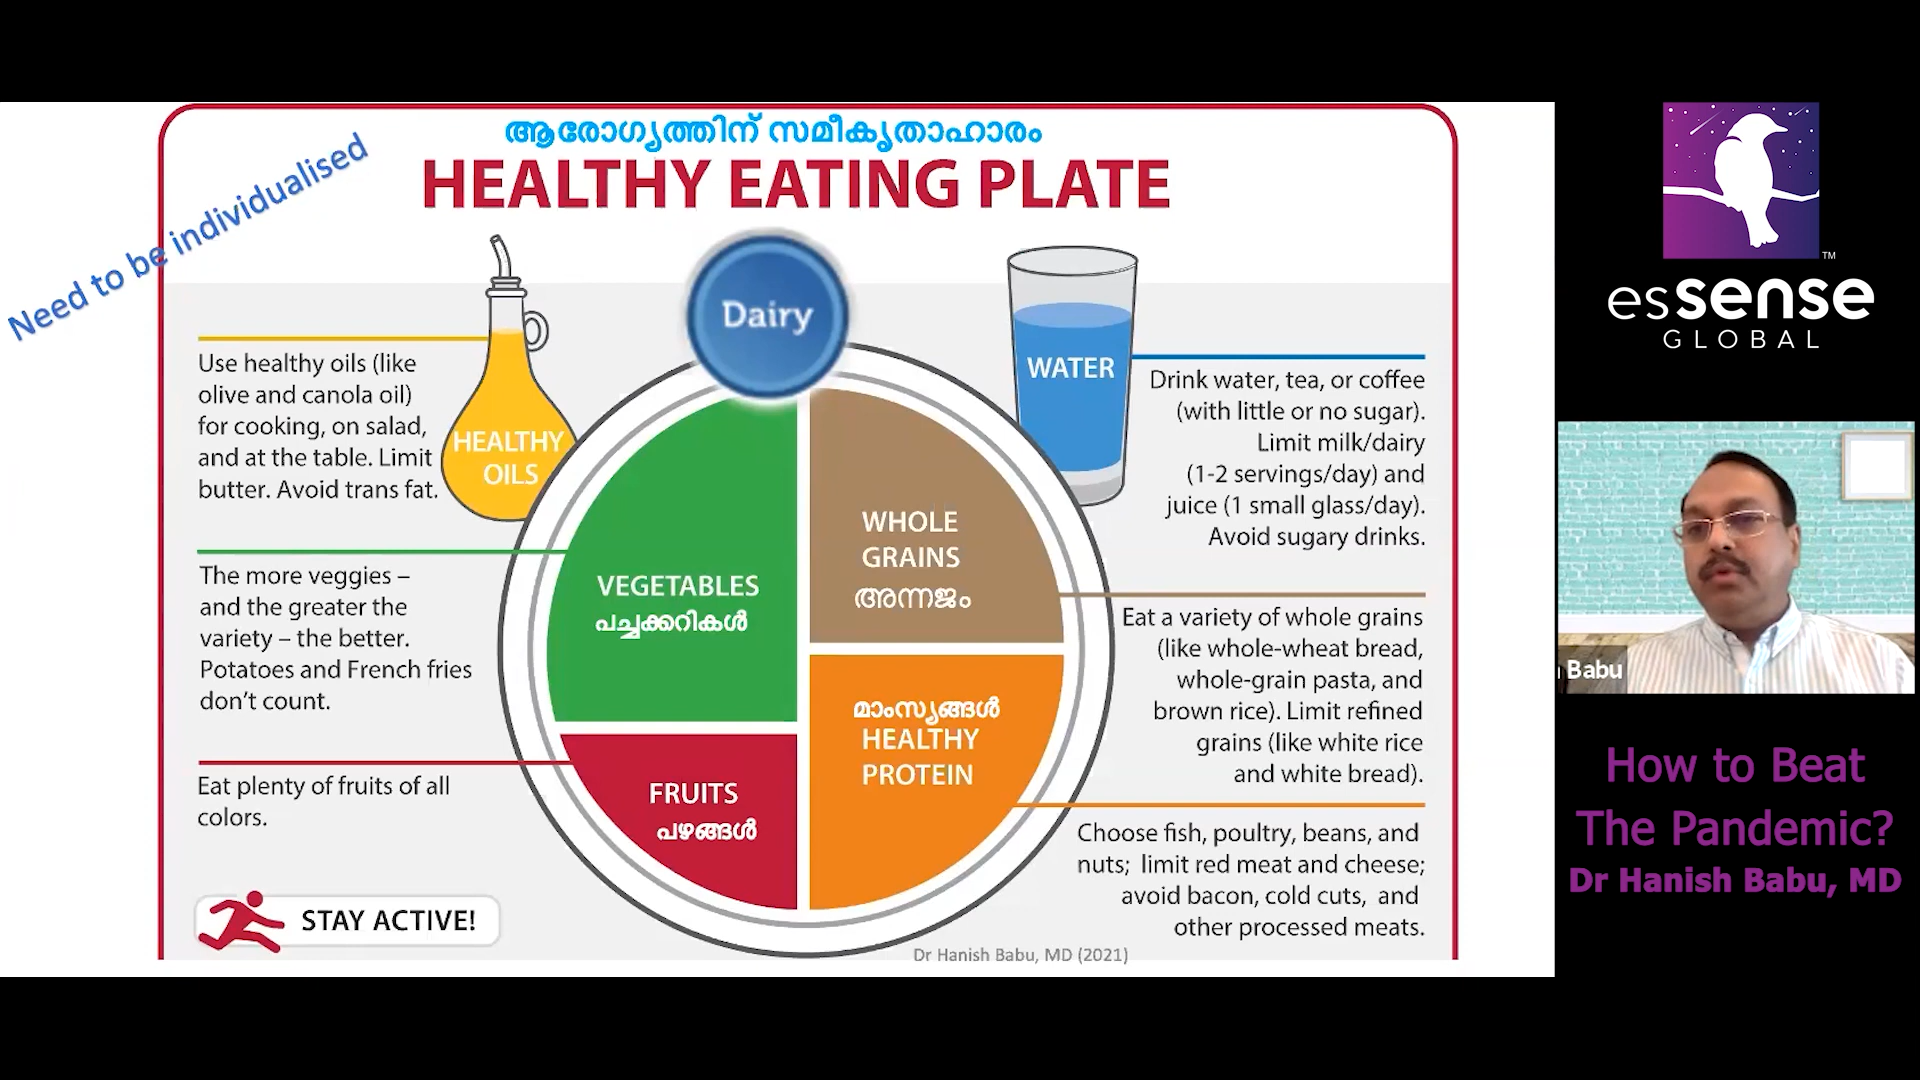 Need to be individualised
ആരോഗ്യത്തിന് സമീകൃതാഹാരം
HEALTHY EATING PLATE
Dairy
Use healthy oils (like
olive and canola oil)
for cooking, on salad,
and at the table. Limit
butter. Avoid trans fat.
HEALTHY
OILS
The more veggies –
and the greater the
variety – the better.
Potatoes and French fries
don't count.
Eat plenty of fruits of all
colors.
STAY ACTIVE!
VEGETABLES
പച്ചക്കറികൾ
FRUITS
പഴങ്ങൾ
WHOLE
GRAINS
അന്നജം
മാംസ്യങ്ങൾ
HEALTHY
PROTEIN
WATER
Drink water, tea, or coffee
(with little or no sugar).
Limit milk/dairy
(1-2 servings/day) and
juice (1 small glass/day).
Avoid sugary drinks.
Eat a variety of whole grains
(like whole-wheat bread,
whole-grain pasta, and
brown rice). Limit refined
grains (like white rice
and white bread).
Choose fish, poultry, beans, and
nuts; limit red meat and cheese;
avoid bacon, cold cuts, and
other processed meats.
Dr Hanish Babu, MD (2021)
TM
esSENSE
GLOBAL
Babu
How to Beat
The Pandemic?
Dr Hanish Babu, MD